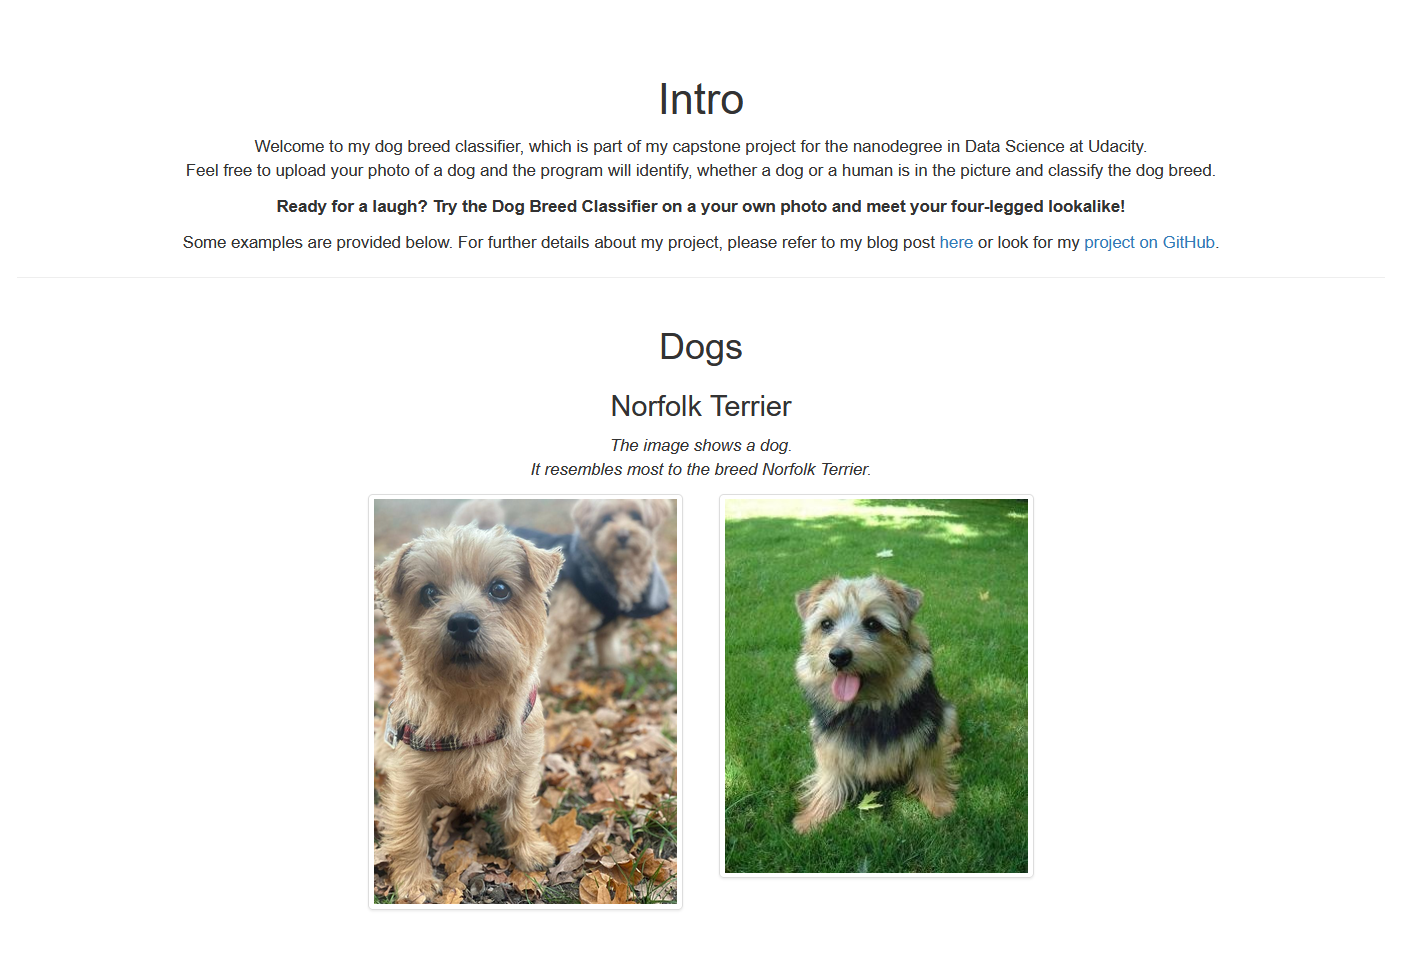 Intro
Welcome to my dog breed classifier, which is part of my capstone project for the nanodegree in Data Science at Udacity.
Feel free to upload your photo of a dog and the program will identify, whether a dog or a human is in the picture and classify the dog breed.
Ready for a laugh? Try the Dog Breed Classifier on a your own photo and meet your four-legged lookalike!
Some examples are provided below. For further details about my project, please refer to my blog post here or look for my project on GitHub.
Dogs
Norfolk Terrier
The image shows a dog.
It resembles most to the breed Norfolk Terrier.